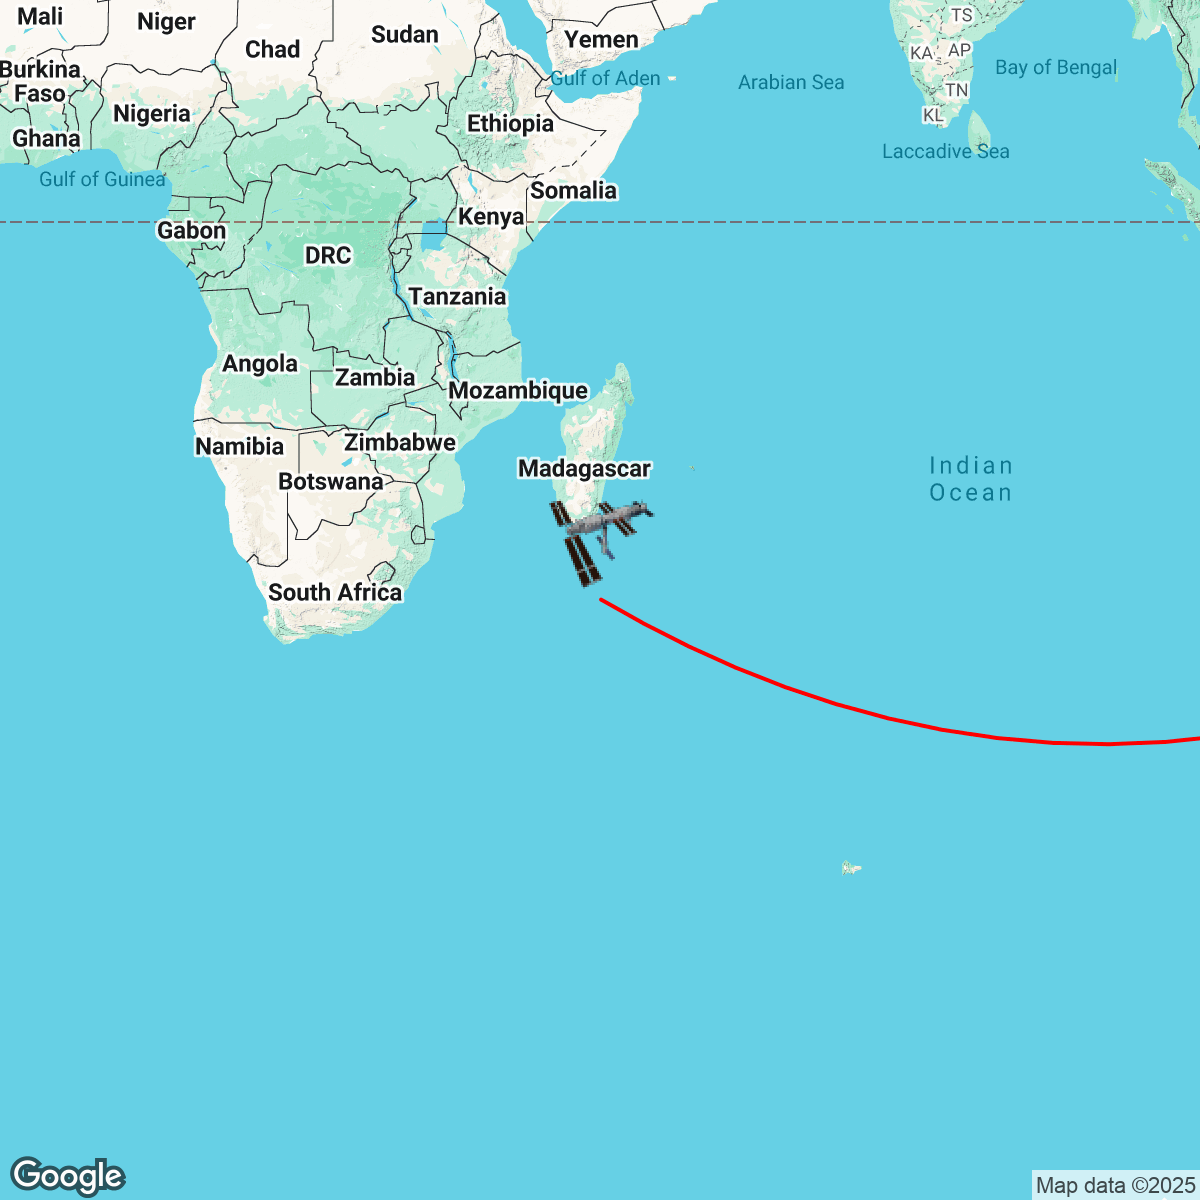 Mali
Niger
Chad
Sudan
Yemen
TS
KA
AP
Burkina
Faso
Gulf of Aden
Arabian Sea
Bay of Bengal
TN
Nigeria
Ethiopia
KL
Ghana
Laccadive Sea
Gulf of Guinea
Somalia
Kenya
Gabon
DRC
Tanzania
Angola
Zambia
Mozambique
Namibia
Zimbabwe
Botswana
Madagascar
Indian
Ocean
South Africa
Google
Map data ©2025